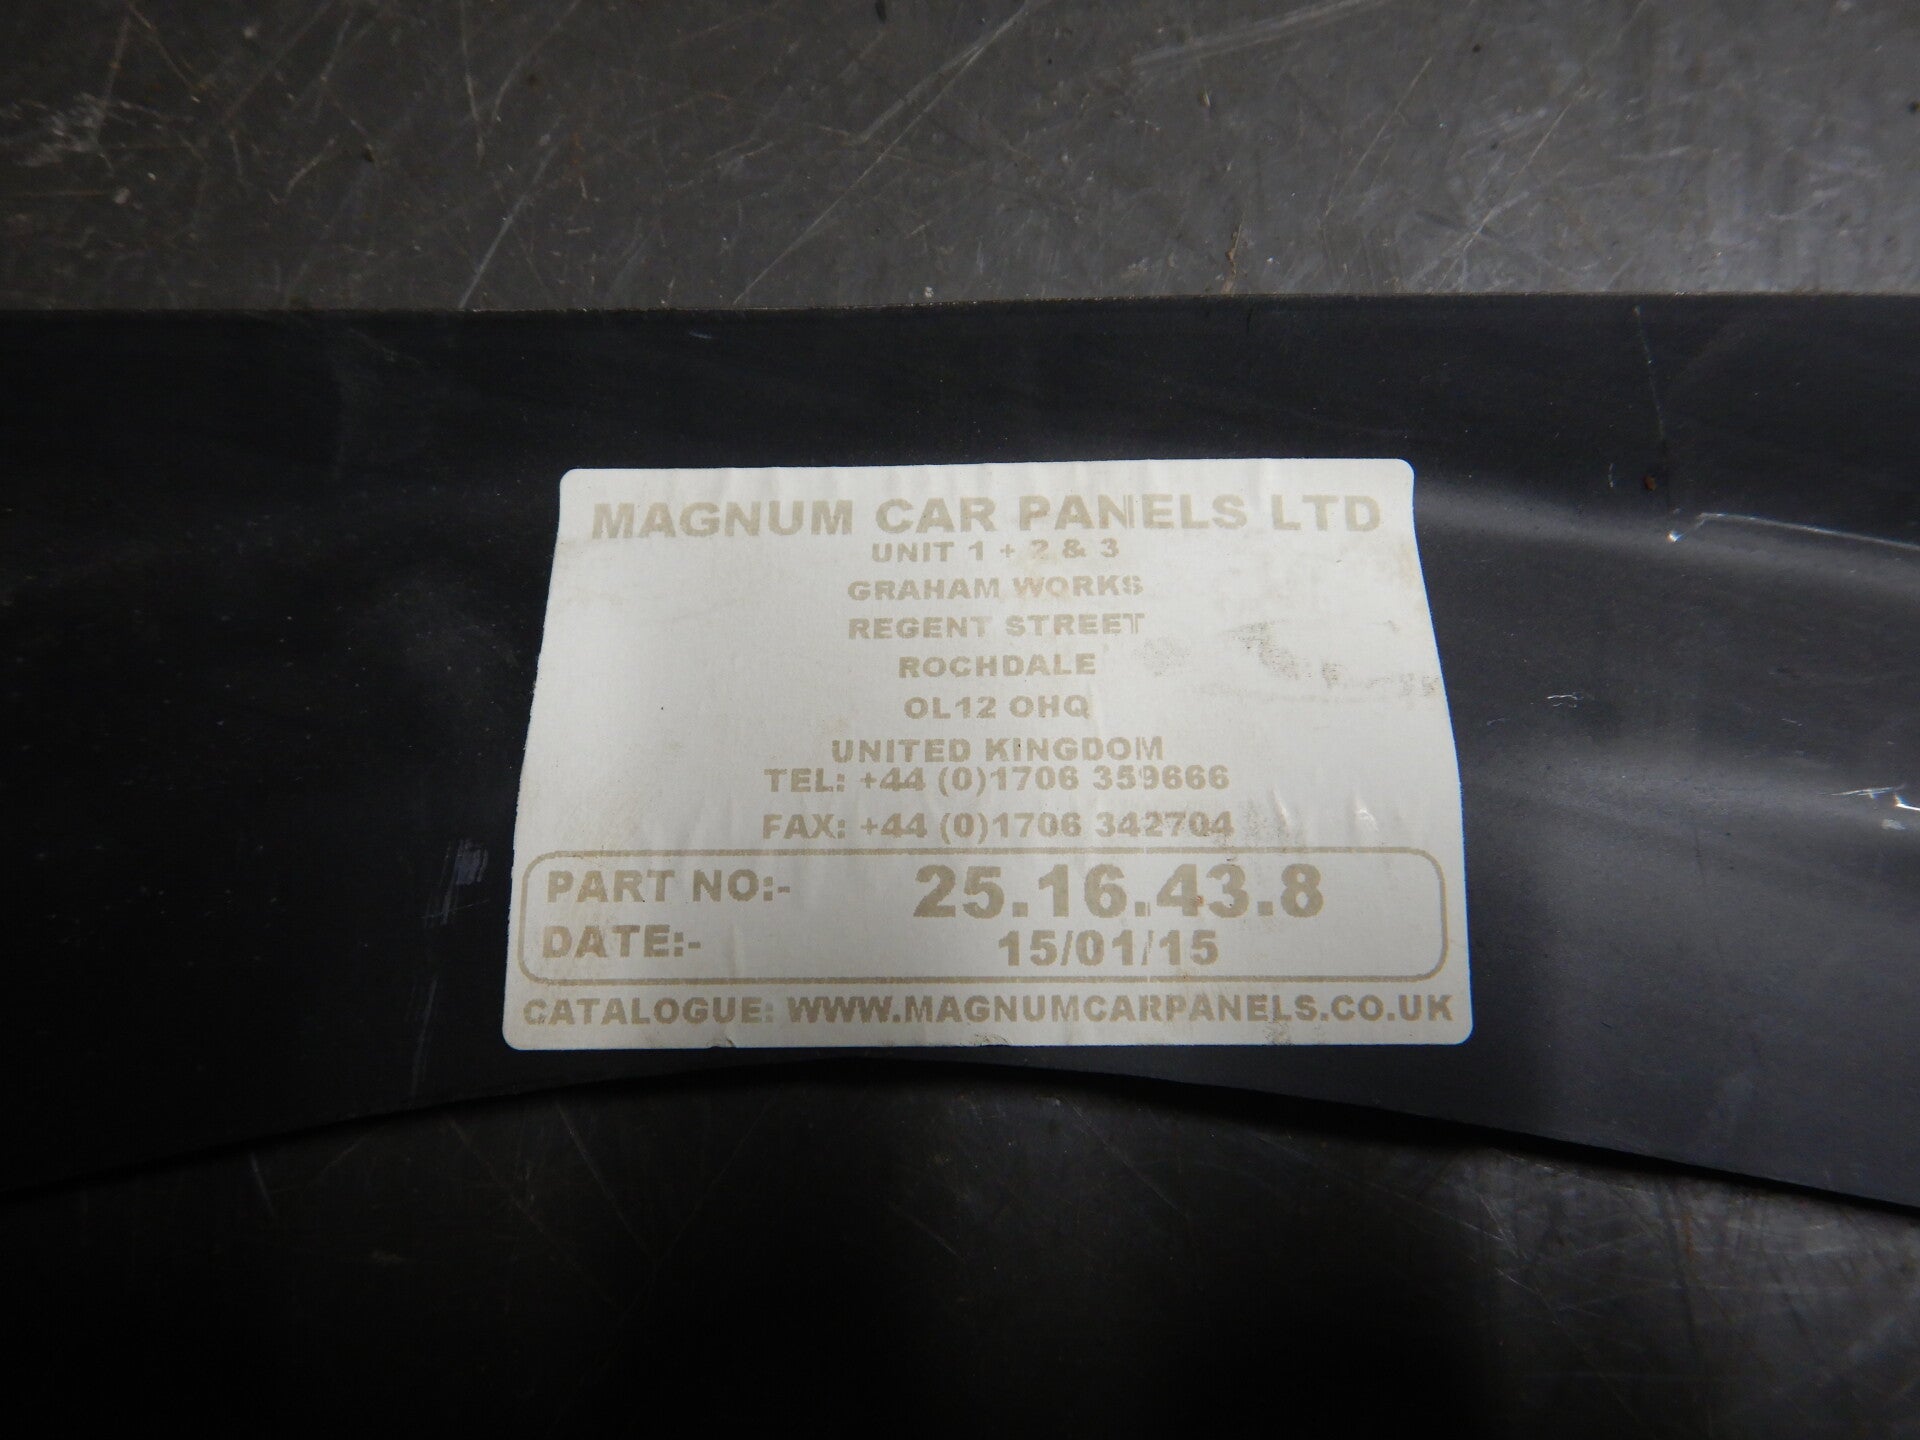 MAGNUM CAR PANELS LTD
UNIT 1 + 2 & 3
GRAHAM WORKS
REGENT STREET
ROCHDALE
OL12 OHQ
UNITED KINGDOM
TEL: +44 (0)1706 359666
FAX: +44 (0)1706 342704
PART NO:- 25.16.43.8
DATE:- 15/01/15
CATALOGUE: WWW.MAGNUMCARPANELS.CO.UK